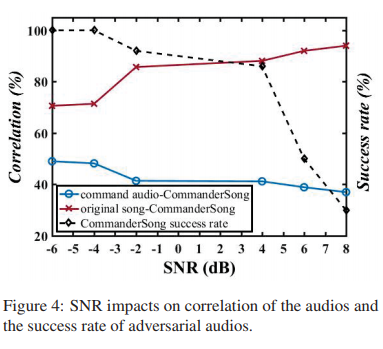 100
80
60
40
20
Correlation (%)
Success rate (%)
command audio-CommanderSong
original song-CommanderSong
CommanderSong success rate
-6 -5 -4 -3 -2 -1 0 1 2 3 4 5 6 7 8
SNR (dB)
Figure 4: SNR impacts on correlation of the audios and
the success rate of adversarial audios.